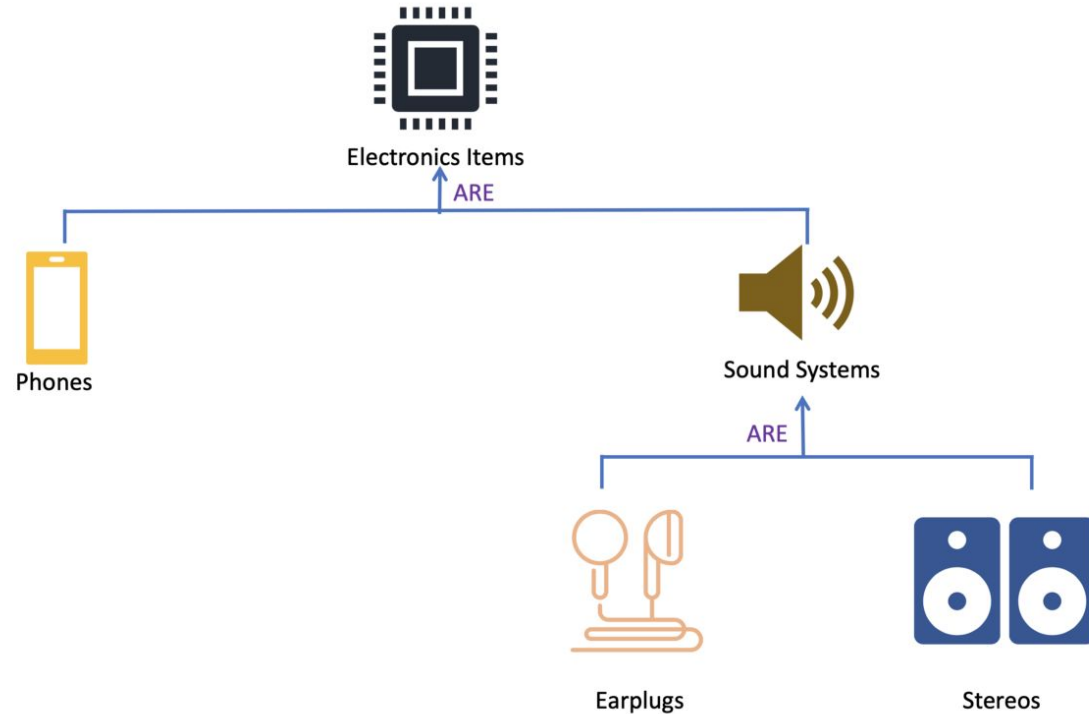 Electronics Items
ARE
Phones
Sound Systems
ARE
Earplugs
Stereos